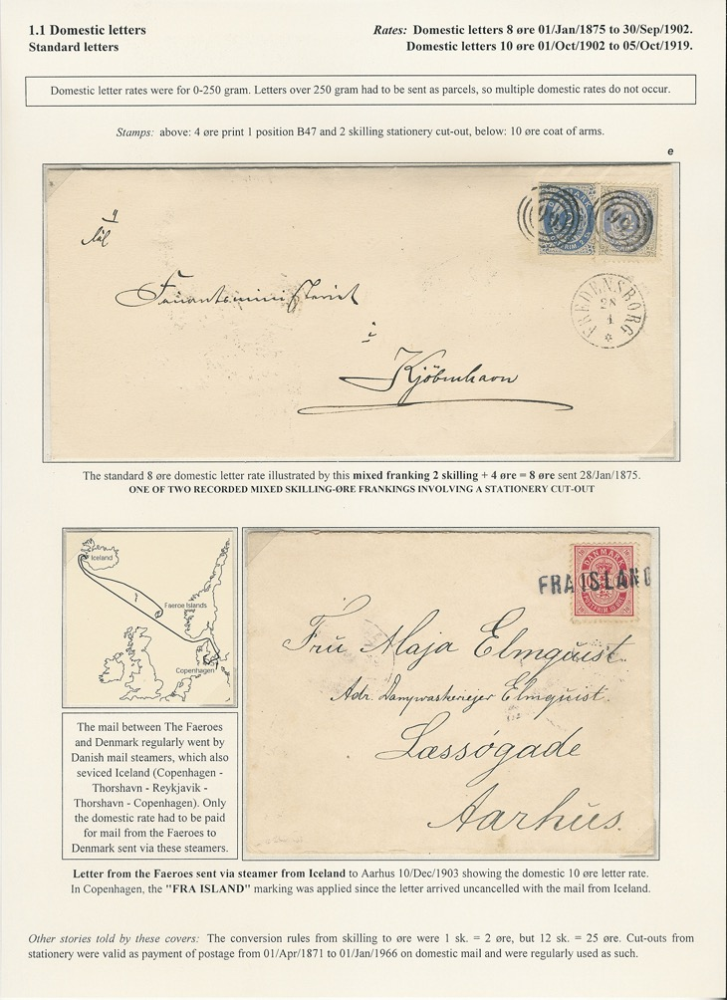 1.1 Domestic letters
Rates: Domestic letters 8 øre 01/Jan/1875 to 30/Sep/1902.
Standard letters
Domestic letters 10 øre 01/Oct/1902 to 05/Oct/1919.
Domestic letter rates were for 0-250 gram. Letters over 250 gram had to be sent as parcels, so multiple domestic rates do not occur.
Stamps: above: 4 øre print 1 position B47 and 2 skilling stationery cut-out, below: 10 øre coat of arms.
e
FREDENSBORG
28
1
Finantsministeriet
i
Kjöbenhavn
The standard 8 øre domestic letter rate illustrated by this mixed franking 2 skilling + 4 øre = 8 øre sent 28/Jan/1875.
ONE OF TWO RECORDED MIXED SKILLING-ØRE FRANKINGS INVOLVING A STATIONERY CUT-OUT
Iceland
Faeroe Islands
Copenhagen
The mail between The Faeroes
and Denmark regularly went by
Danish mail steamers, which also
seviced Iceland (Copenhagen -
Thorshavn - Reykjavik -
Thorshavn - Copenhagen). Only
the domestic rate had to be paid
for mail from the Faeroes to
Denmark sent via these steamers.
DANMARK
FRA ISLAND
Fru Maja Elmquist.
Adr. Dampvaskeriejer Elmquist.
Læssøgade
Aarhus.
Letter from the Faeroes sent via steamer from Iceland to Aarhus 10/Dec/1903 showing the domestic 10 øre letter rate.
In Copenhagen, the "FRA ISLAND" marking was applied since the letter arrived uncancelled with the mail from Iceland.
Other stories told by these covers: The conversion rules from skilling to øre were 1 sk. = 2 øre, but 12 sk. = 25 øre. Cut-outs from
stationery were valid as payment of postage from 01/Apr/1871 to 01/Jan/1966 on domestic mail and were regularly used as such.